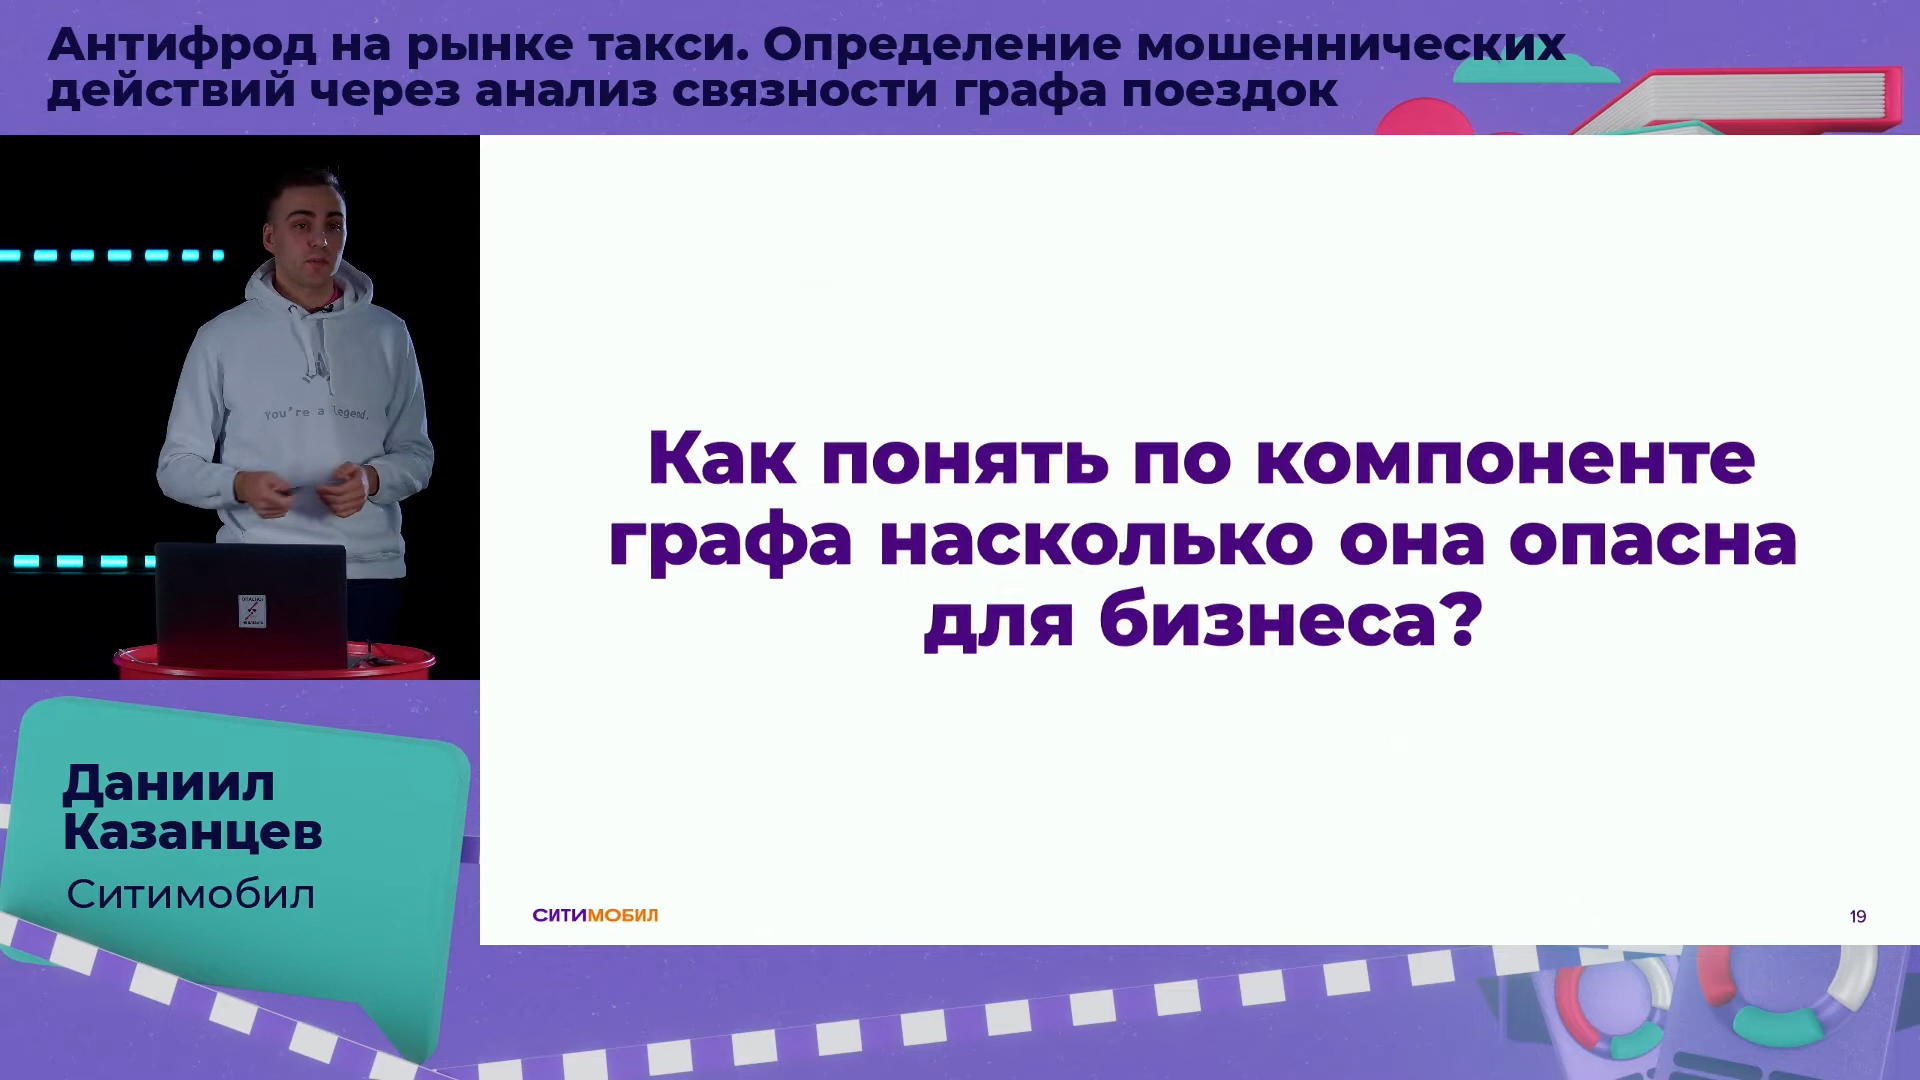 Антифрод на рынке такси. Определение мошеннических
действий через анализ связности графа поездок
You're a legend.
Как понять по компоненте
графа насколько она опасна
для бизнеса?
Даниил
Казанцев
Ситимобил
СИТИМОБИЛ
19